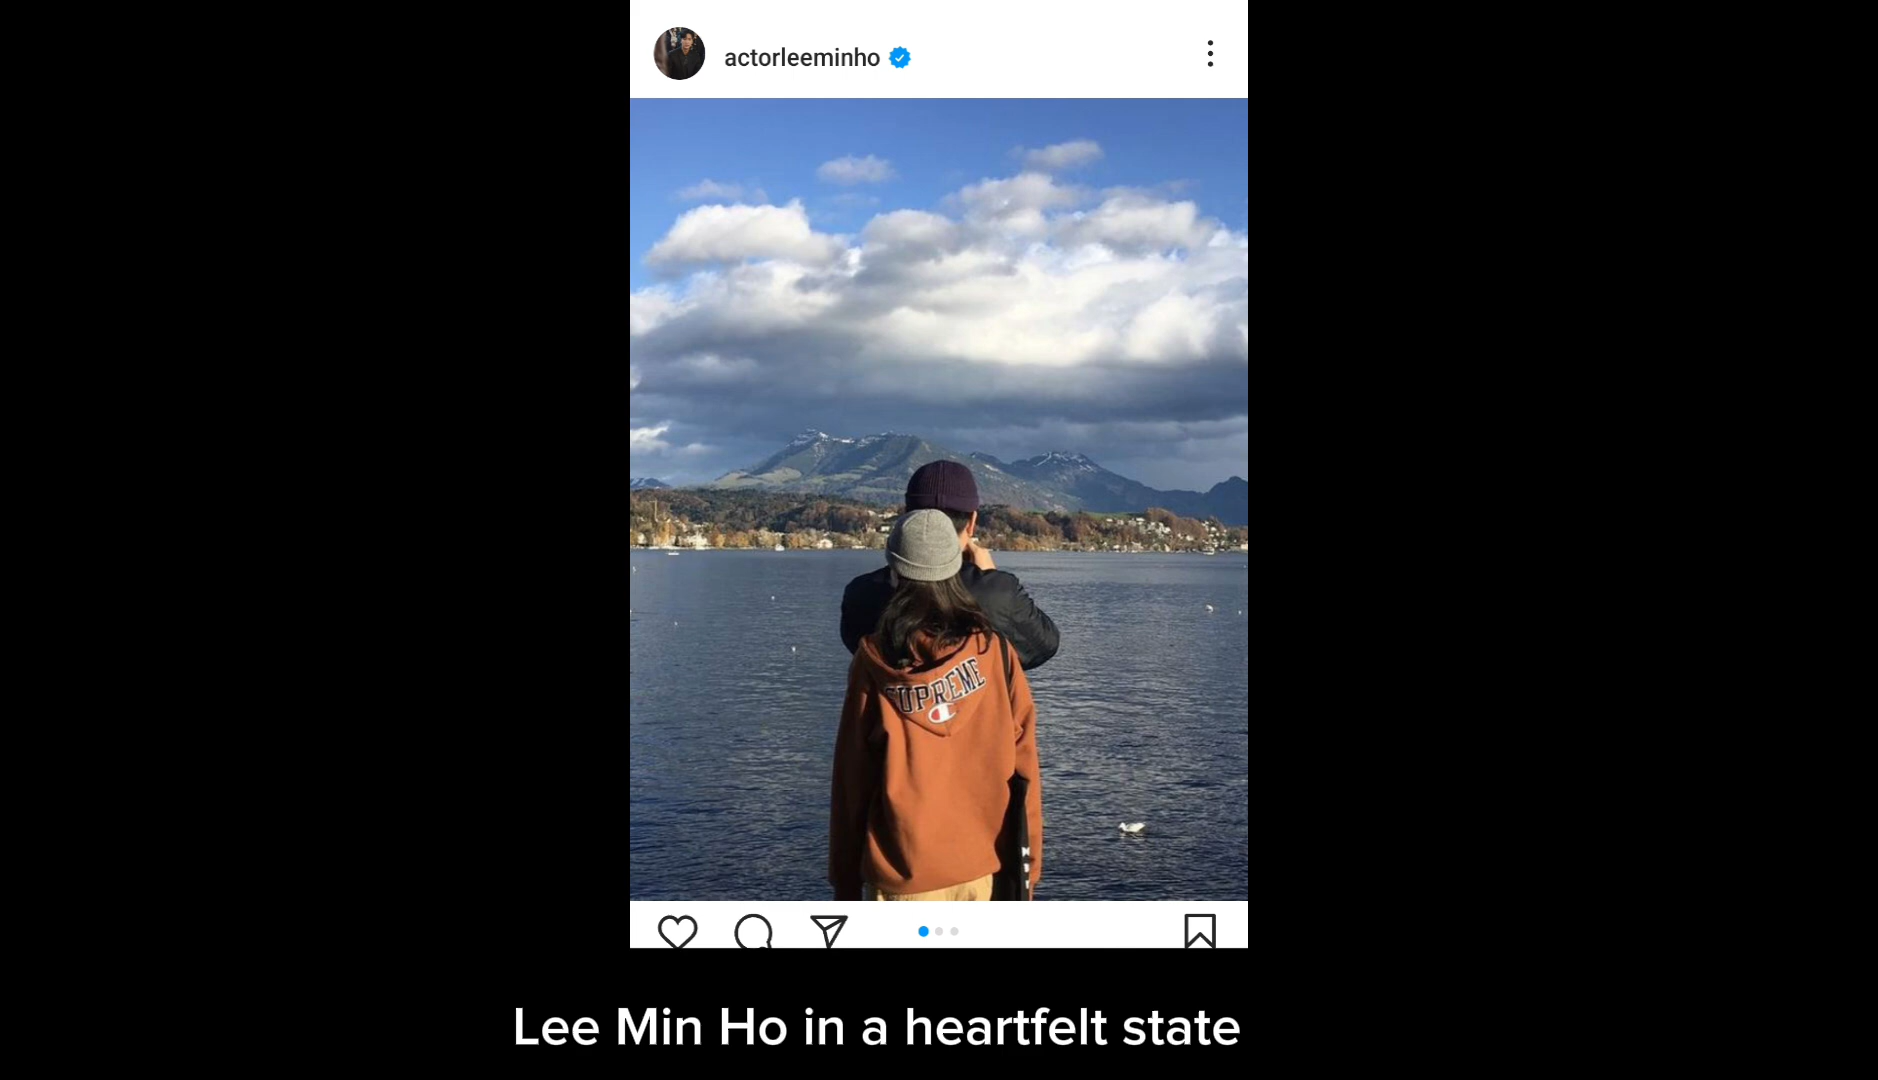 actorleeminho
SUPREME
Lee Min Ho in a heartfelt state